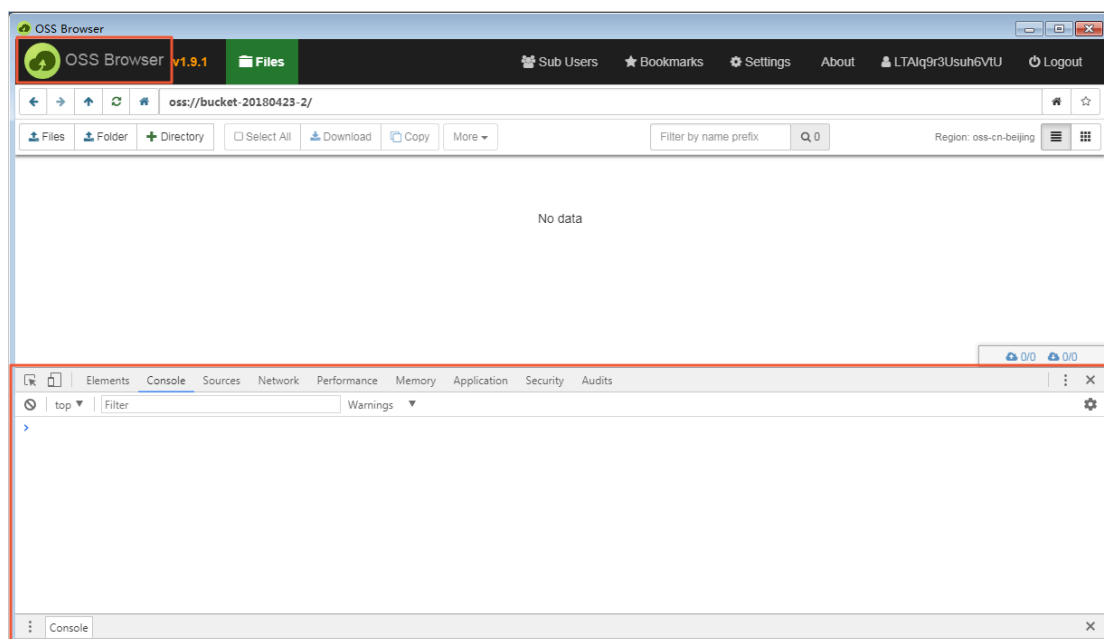 OSS Browser
OSS Browser v1.9.1 Files Sub Users Bookmarks Settings About LTAIq9r3Usuh6VtU Logout
oss://bucket-20180423-2/
Files Folder Directory Select All Download Copy More Filter by name prefix 0 Region: oss-cn-beijing
No data
0/0 0/0
Elements Console Sources Network Performance Memory Application Security Audits
top Filter Warnings
>
Console